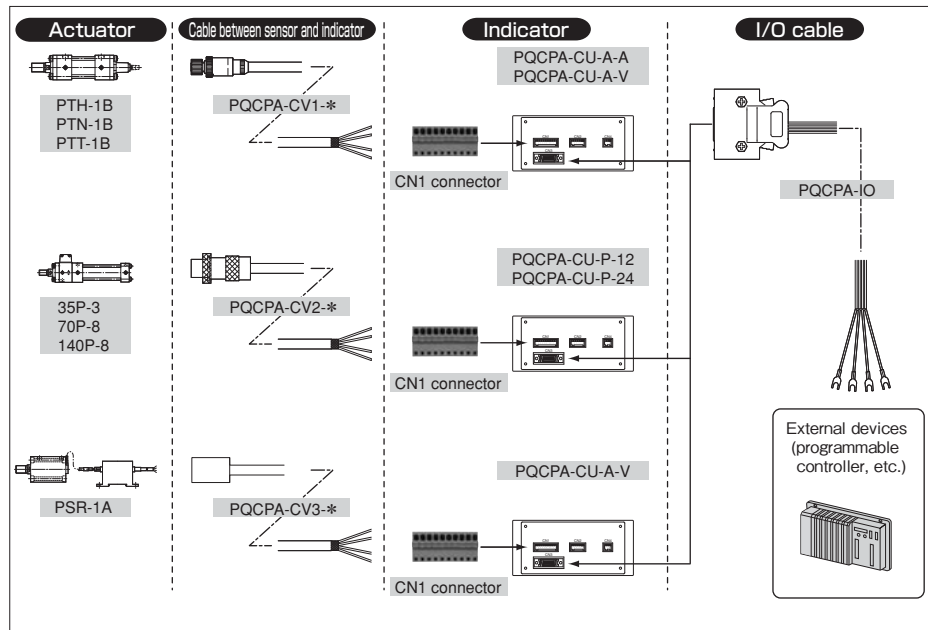 Actuator
Cable between sensor and indicator
Indicator
I/O cable
PTH-1B
PTN-1B
PTT-1B
PQCPA-CV1-*
PQCPA-CU-A-A
PQCPA-CU-A-V
CN1 connector
PQCPA-IO
35P-3
70P-8
140P-8
PQCPA-CV2-*
PQCPA-CU-P-12
PQCPA-CU-P-24
CN1 connector
PSR-1A
PQCPA-CV3-*
PQCPA-CU-A-V
CN1 connector
External devices
(programmable
controller, etc.)